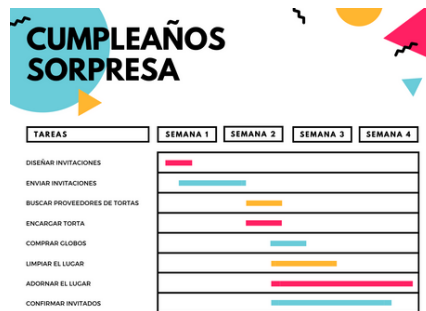 CUMPLEAÑOS
SORPRESA
TAREAS SEMANA 1 SEMANA 2 SEMANA 3 SEMANA 4
DISEÑAR INVITACIONES
ENVIAR INVITACIONES
BUSCAR PROVEEDORES DE TORTAS
ENCARGAR TORTA
COMPRAR GLOBOS
LIMPIAR EL LUGAR
ADORNAR EL LUGAR
CONFIRMAR INVITADOS